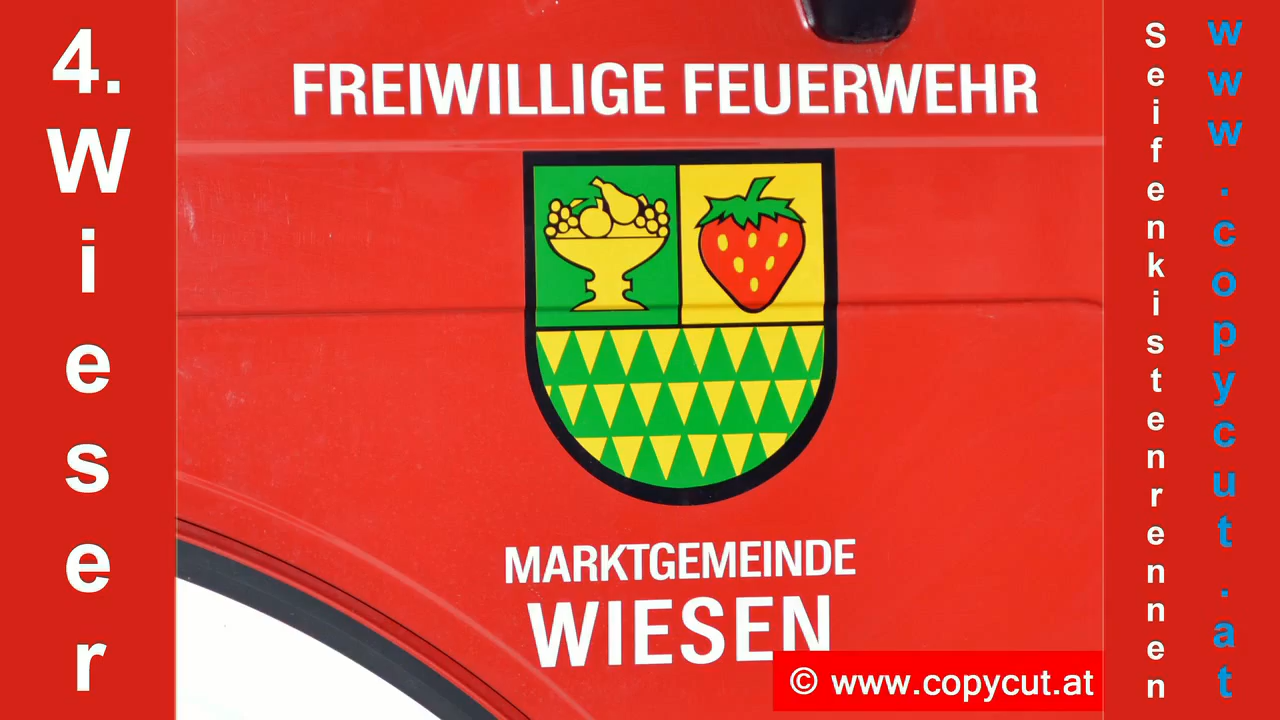 4. Wieser
FREIWILLIGE FEUERWEHR
MARKTGEMEINDE
WIESEN
© www.copycut.at
Seifenkistenrennen
www.copycut.at